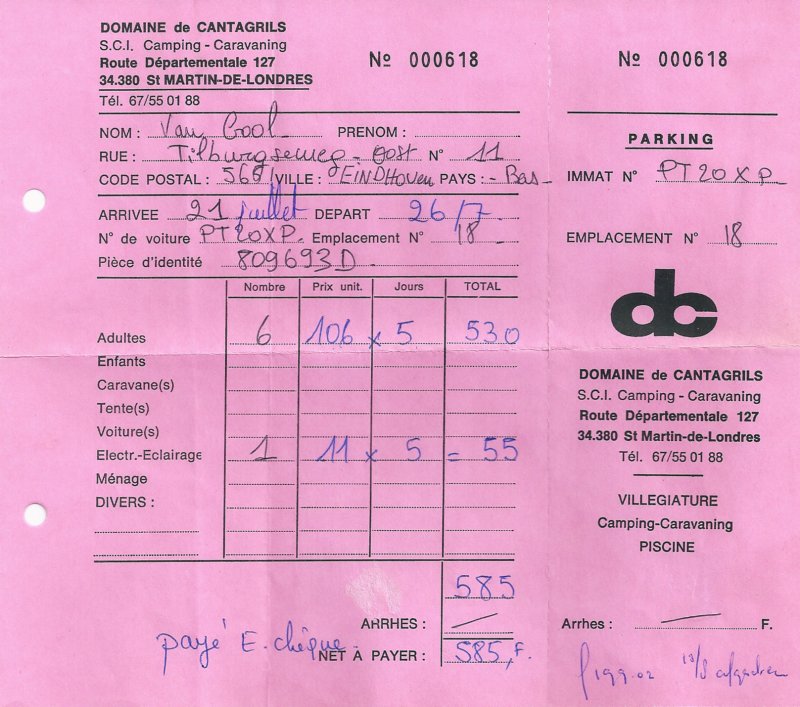 DOMAINE de CANTAGRILS
S.C.I. Camping - Caravaning
Route Départementale 127
34.380 St MARTIN-DE-LONDRES
Tél. 67/55 01 88
Nº 000618
NOM : Van Gool PRENOM :
RUE : Tilburgseweg - Oost N° 11
CODE POSTAL : VILLE : EINDHoven PAYS : - Bas -
ARRIVEE 21 juillet DEPART 26/7
N° de voiture PT20XP. Emplacement N° 18
Pièce d'identité 809693D
Nombre Prix unit. Jours TOTAL
Adultes 6 106 x 5 530
Enfants
Caravane(s)
Tente(s)
Voiture(s)
Electr.-Eclairage 1 11 x 5 = 55
Ménage
DIVERS :
585
ARRHES : —
payé E. chèque
NET A PAYER : 585,F.
Nº 000618
PARKING
IMMAT N° PT20XP
EMPLACEMENT N° 18
dc
DOMAINE de CANTAGRILS
S.C.I. Camping - Caravaning
Route Départementale 127
34.380 St Martin-de-Londres
Tél. 67/55 01 88
VILLEGIATURE
Camping-Caravaning
PISCINE
Arrhes : — F.